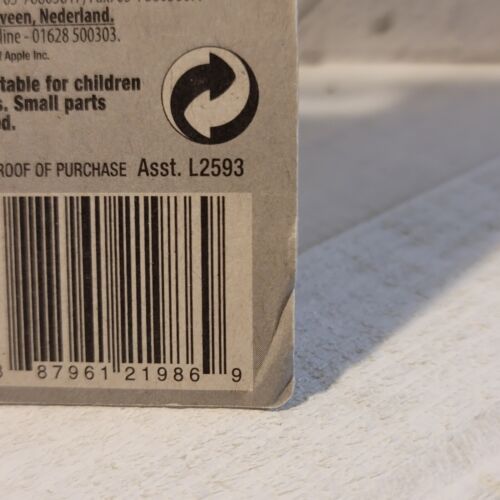 veen, Nederland.
line - 01628 500303.
f Apple Inc.
table for children
s. Small parts
d.
ROOF OF PURCHASE Asst. L2593
87961 21986 9